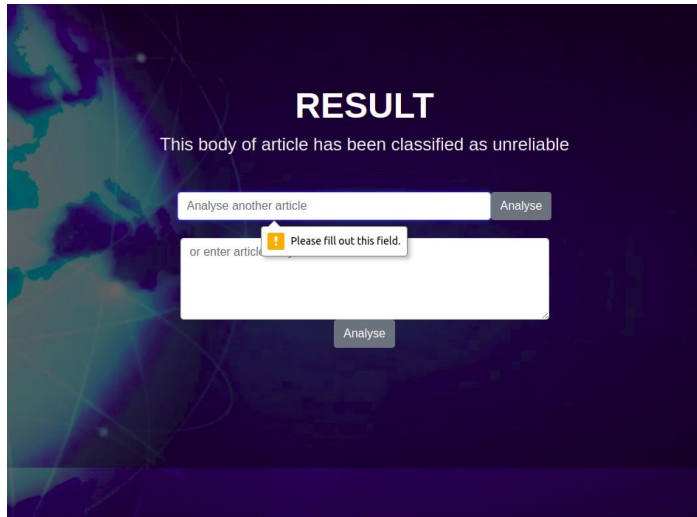 RESULT
This body of article has been classified as unreliable
Analyse another article
Analyse
Please fill out this field.
or enter article
Analyse